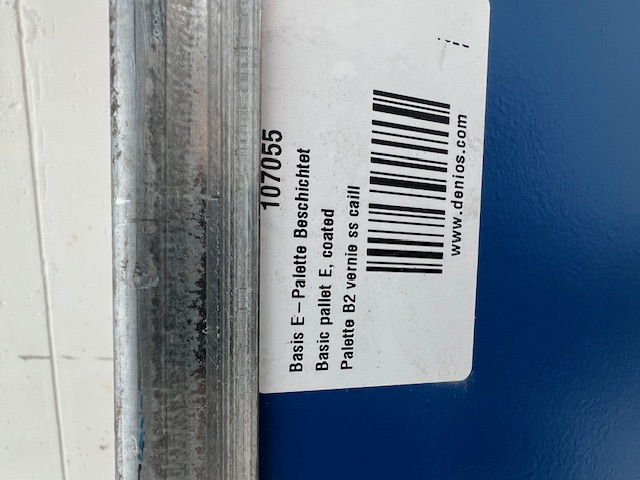 107055
Basis E-Palette Beschichtet
Basic pallet E, coated
Palette B2 vernie ss caill
www.denios.com